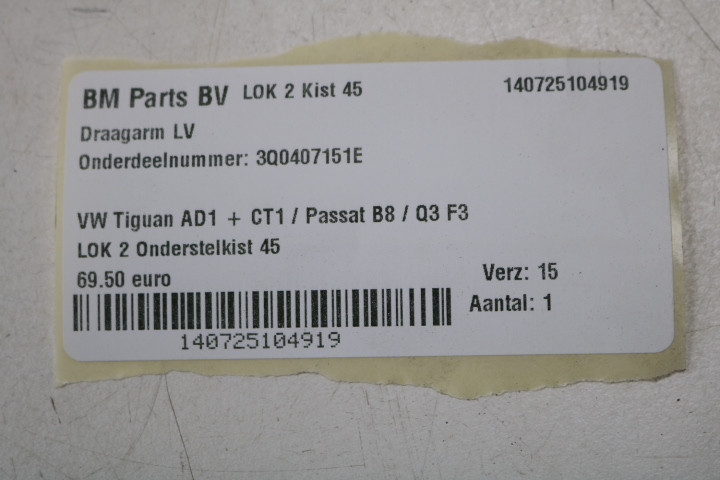 BM Parts BV LOK 2 Kist 45 140725104919
Draagarm LV
Onderdeelnummer: 3Q0407151E
VW Tiguan AD1 + CT1 / Passat B8 / Q3 F3
LOK 2 Onderstelkist 45
69.50 euro Verz: 15
Aantal: 1
140725104919